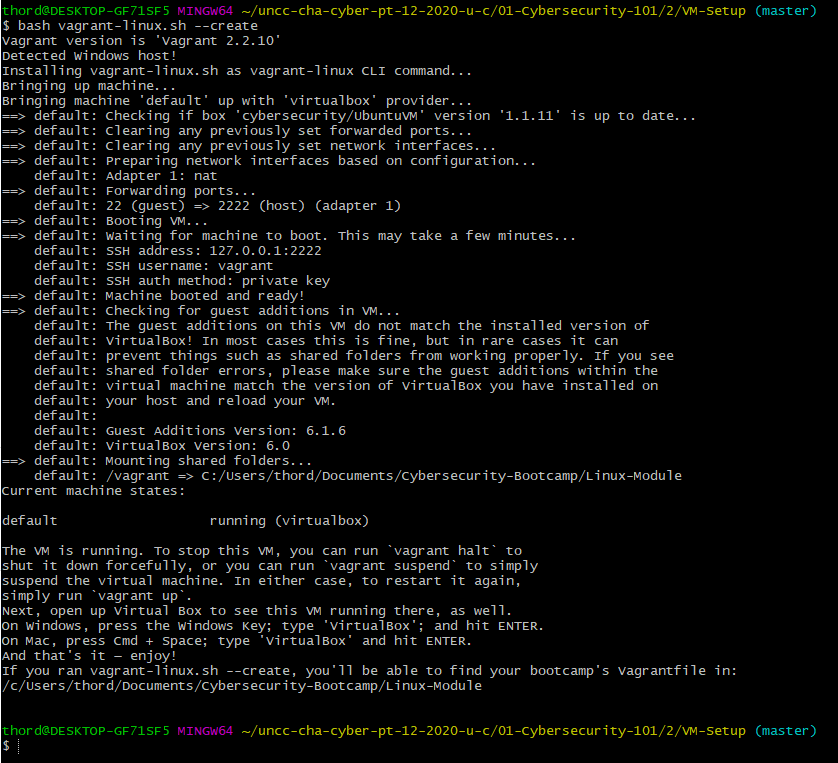 thord@DESKTOP-GF71SF5 MINGW64 ~/uncc-cha-cyber-pt-12-2020-u-c/01-Cybersecurity-101/2/VM-Setup (master)
$ bash vagrant-linux.sh --create
Vagrant version is 'Vagrant 2.2.10'
Detected Windows host!
Installing vagrant-linux.sh as vagrant-linux CLI command...
Bringing up machine...
Bringing machine 'default' up with 'virtualbox' provider...
==> default: Checking if box 'cybersecurity/UbuntuVM' version '1.1.11' is up to date...
==> default: Clearing any previously set forwarded ports...
==> default: Clearing any previously set network interfaces...
==> default: Preparing network interfaces based on configuration...
    default: Adapter 1: nat
==> default: Forwarding ports...
    default: 22 (guest) => 2222 (host) (adapter 1)
==> default: Booting VM...
==> default: Waiting for machine to boot. This may take a few minutes...
    default: SSH address: 127.0.0.1:2222
    default: SSH username: vagrant
    default: SSH auth method: private key
==> default: Machine booted and ready!
==> default: Checking for guest additions in VM...
    default: The guest additions on this VM do not match the installed version of
    default: VirtualBox! In most cases this is fine, but in rare cases it can
    default: prevent things such as shared folders from working properly. If you see
    default: shared folder errors, please make sure the guest additions within the
    default: virtual machine match the version of VirtualBox you have installed on
    default: your host and reload your VM.
    default:
    default: Guest Additions Version: 6.1.6
    default: VirtualBox Version: 6.0
==> default: Mounting shared folders...
    default: /vagrant => C:/Users/thord/Documents/Cybersecurity-Bootcamp/Linux-Module
Current machine states:

default                   running (virtualbox)

The VM is running. To stop this VM, you can run `vagrant halt` to
shut it down forcefully, or you can run `vagrant suspend` to simply
suspend the virtual machine. In either case, to restart it again,
simply run `vagrant up`.
Next, open up Virtual Box to see this VM running there, as well.
On Windows, press the Windows Key; type 'VirtualBox'; and hit ENTER.
On Mac, press Cmd + Space; type 'VirtualBox' and hit ENTER.
And that's it — enjoy!
If you ran vagrant-linux.sh --create, you'll be able to find your bootcamp's Vagrantfile in:
/c/Users/thord/Documents/Cybersecurity-Bootcamp/Linux-Module

thord@DESKTOP-GF71SF5 MINGW64 ~/uncc-cha-cyber-pt-12-2020-u-c/01-Cybersecurity-101/2/VM-Setup (master)
$